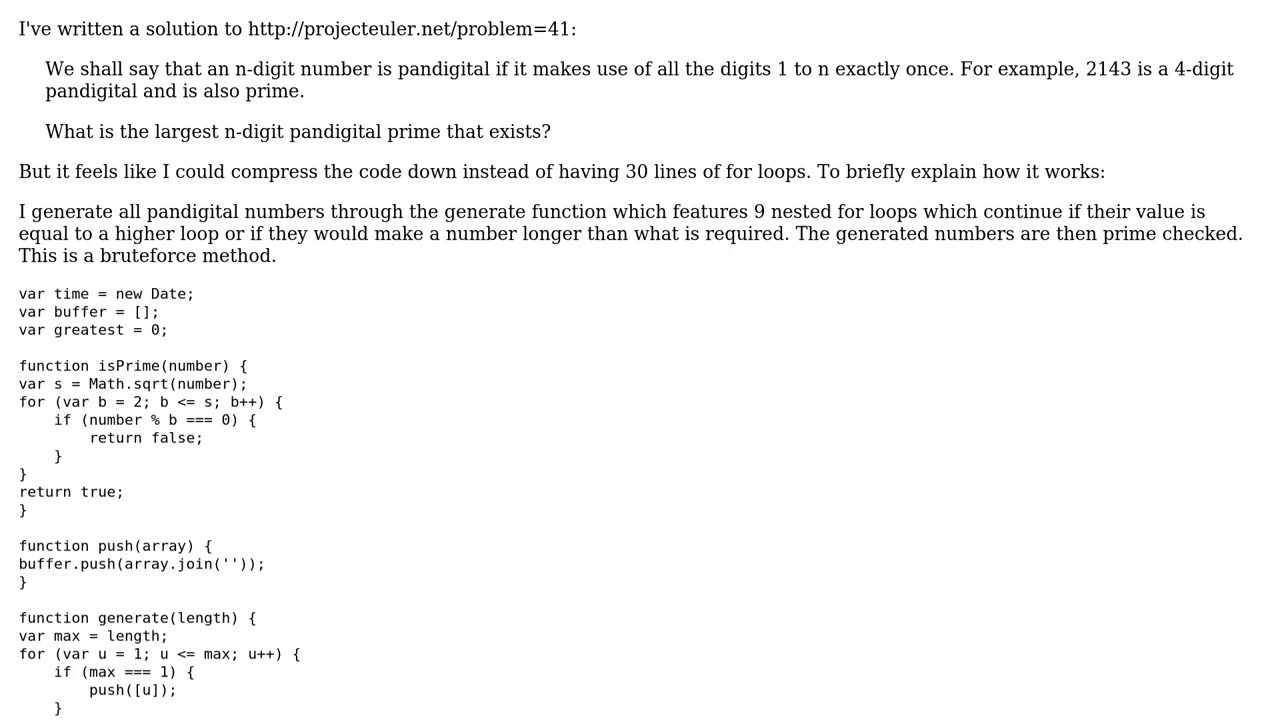 I've written a solution to http://projecteuler.net/problem=41:
We shall say that an n-digit number is pandigital if it makes use of all the digits 1 to n exactly once. For example, 2143 is a 4-digit
pandigital and is also prime.
What is the largest n-digit pandigital prime that exists?
But it feels like I could compress the code down instead of having 30 lines of for loops. To briefly explain how it works:
I generate all pandigital numbers through the generate function which features 9 nested for loops which continue if their value is
equal to a higher loop or if they would make a number longer than what is required. The generated numbers are then prime checked.
This is a bruteforce method.
var time = new Date;
var buffer = [];
var greatest = 0;
function isPrime(number) {
var s = Math.sqrt(number);
for (var b = 2; b <= s; b++) {
    if (number % b === 0) {
        return false;
    }
}
return true;
}
function push(array) {
buffer.push(array.join(''));
}
function generate(length) {
var max = length;
for (var u = 1; u <= max; u++) {
    if (max === 1) {
        push([u]);
    }